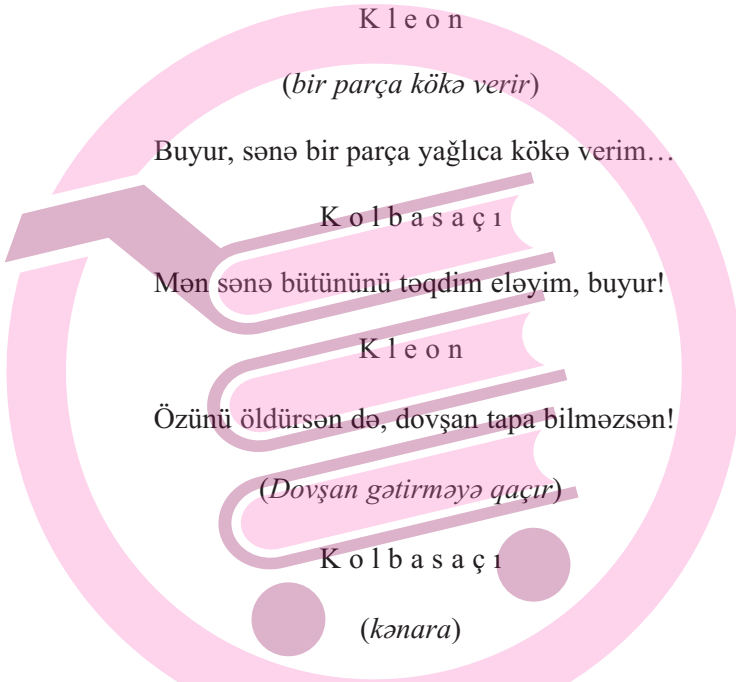 K l e o n
(bir parça kökə verir)
Buyur, sənə bir parça yağlıca kökə verim…
K o l b a s a ç ı
Mən sənə bütününü təqdim eləyim, buyur!
K l e o n
Özünü öldürsən də, dovşan tapa bilməzsən!
(Dovşan gətirməyə qaçır)
K o l b a s a ç ı
(kənara)